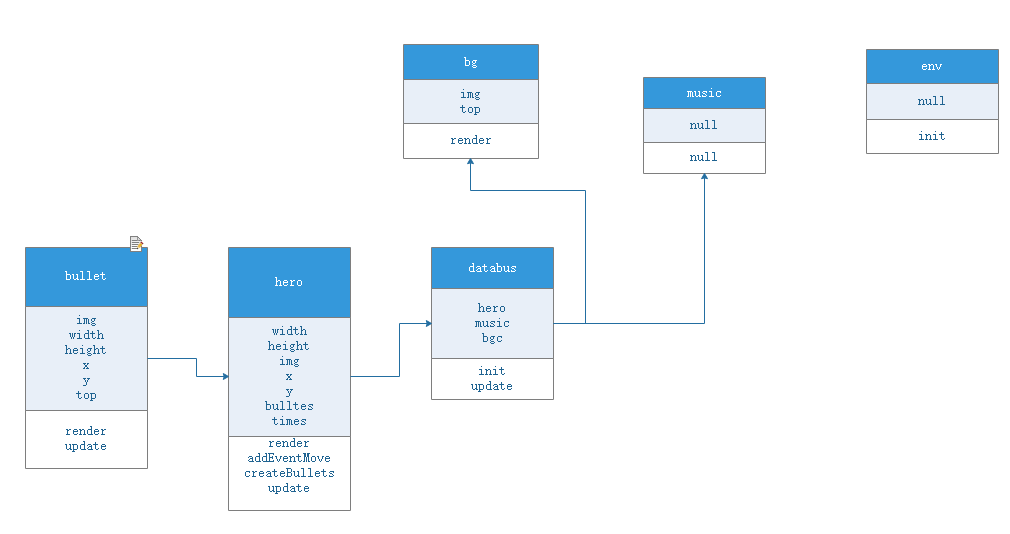 bg
img
top
render
music
null
null
env
null
init
bullet
img
width
height
x
y
top
render
update
hero
width
height
img
x
y
bulltes
times
render
addEventMove
createBullets
update
databus
hero
music
bgc
init
update